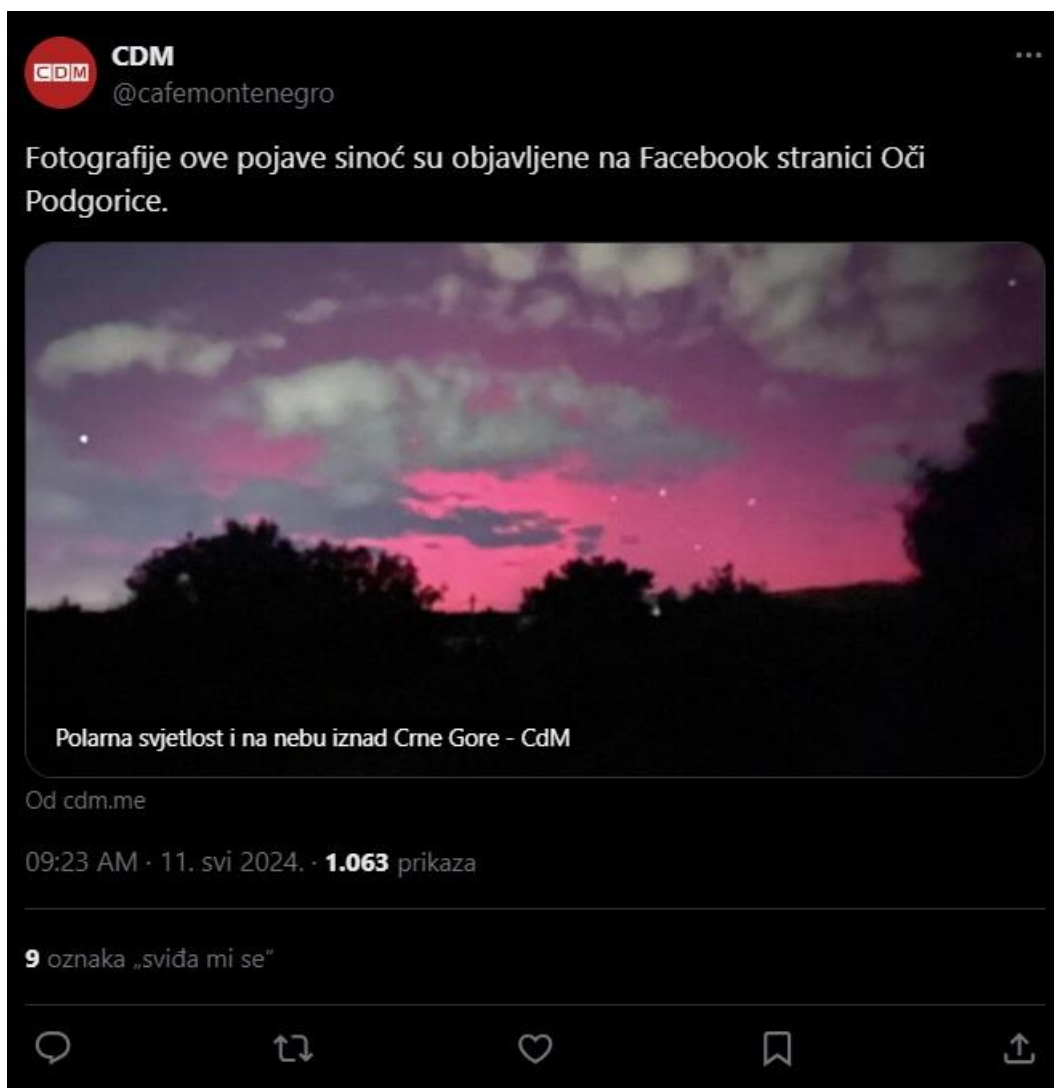 CDM
CDM
@cafemontenegro
Fotografije ove pojave sinoć su objavljene na Facebook stranici Oči
Podgorice.
Polarna svjetlost i na nebu iznad Crne Gore - CdM
Od cdm.me
09:23 AM · 11. svi 2024. · 1.063 prikaza
9 oznaka „sviđa mi se“